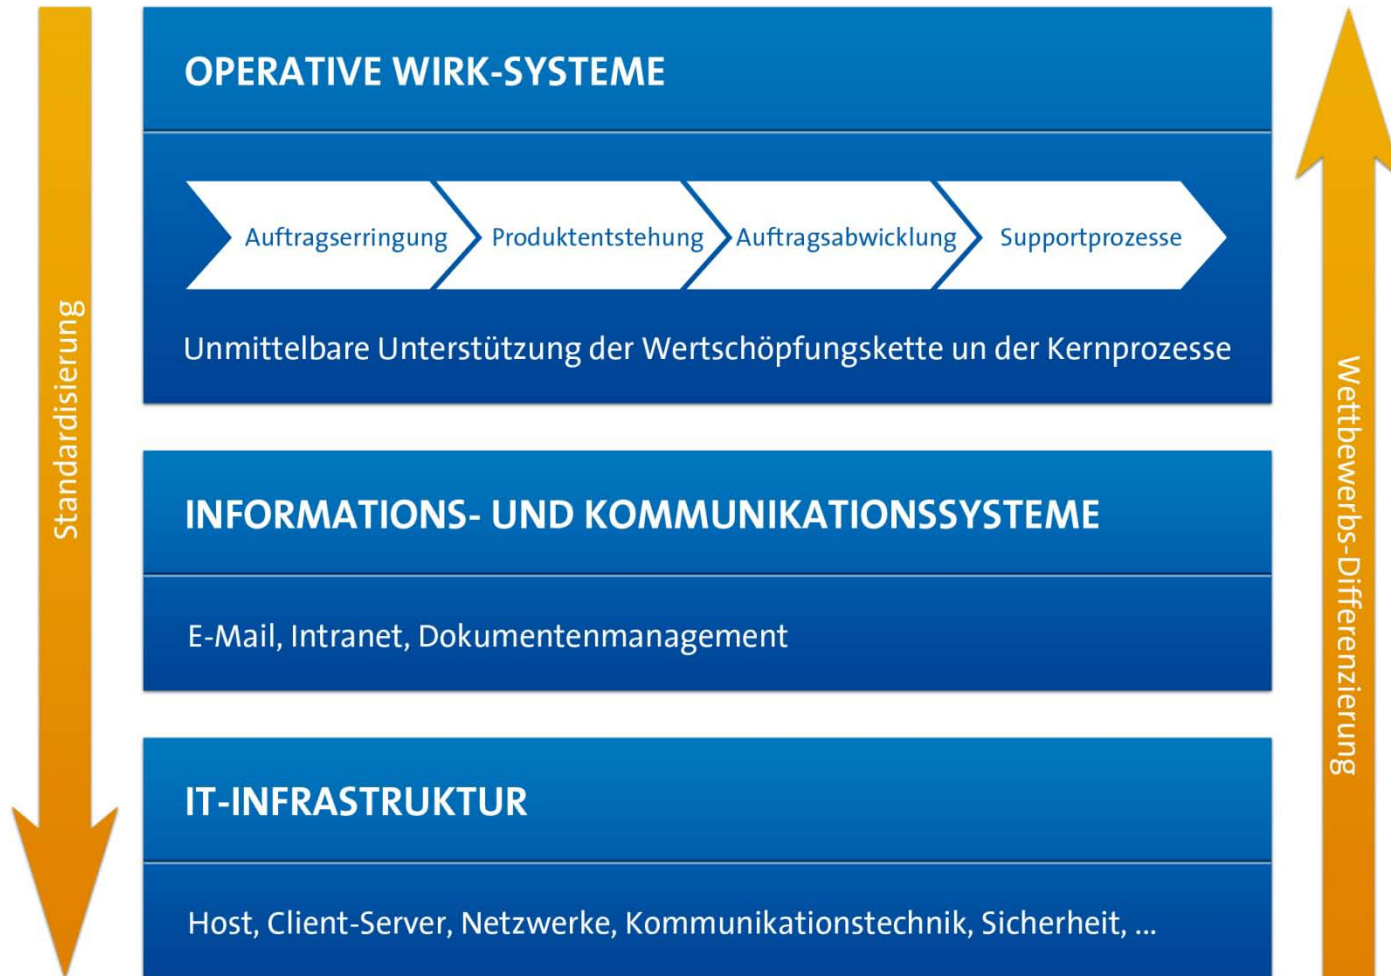 OPERATIVE WIRK-SYSTEME
Auftragserringung
Produktentstehung
Auftragsabwicklung
Supportprozesse
Unmittelbare Unterstützung der Wertschöpfungskette un der Kernprozesse
Standardisierung
Wettbewerbs-Differenzierung
INFORMATIONS- UND KOMMUNIKATIONSSYSTEME
E-Mail, Intranet, Dokumentenmanagement
IT-INFRASTRUKTUR
Host, Client-Server, Netzwerke, Kommunikationstechnik, Sicherheit, ...